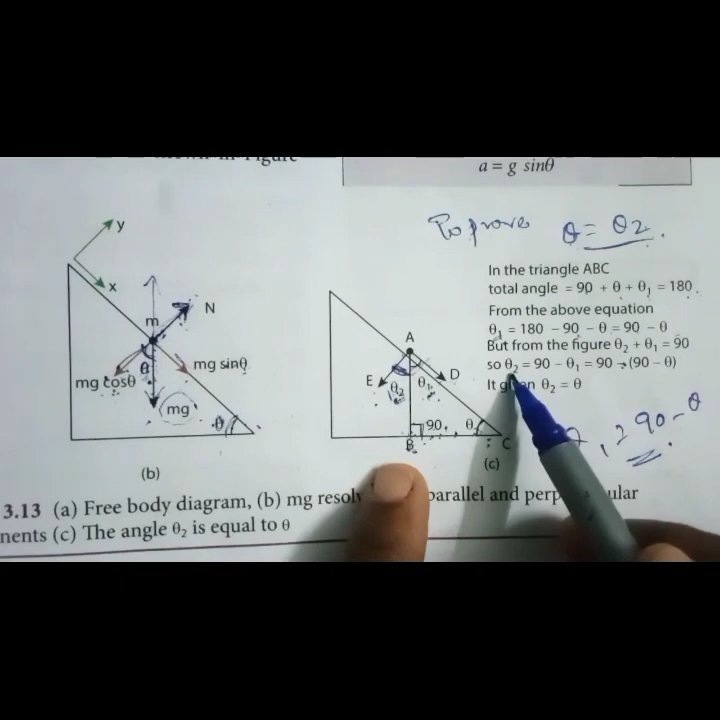 a = g sinθ
To prove θ = θ2.
y
x
m
N
θ
mg cosθ
mg sinθ
mg
θ
(b)
A
E
D
θ₂
θ₁
90
θ
B
C
(c)
In the triangle ABC
total angle = 90 + θ + θ₁ = 180.
From the above equation
θ₁ = 180 − 90 − θ = 90 − θ
But from the figure θ₂ + θ₁ = 90
so θ₂ = 90 − θ₁ = 90 → (90 − θ)
It θ₂ = θ
90 − θ
3.13 (a) Free body diagram, (b) mg parallel and
nents (c) The angle θ₂ is equal to θ